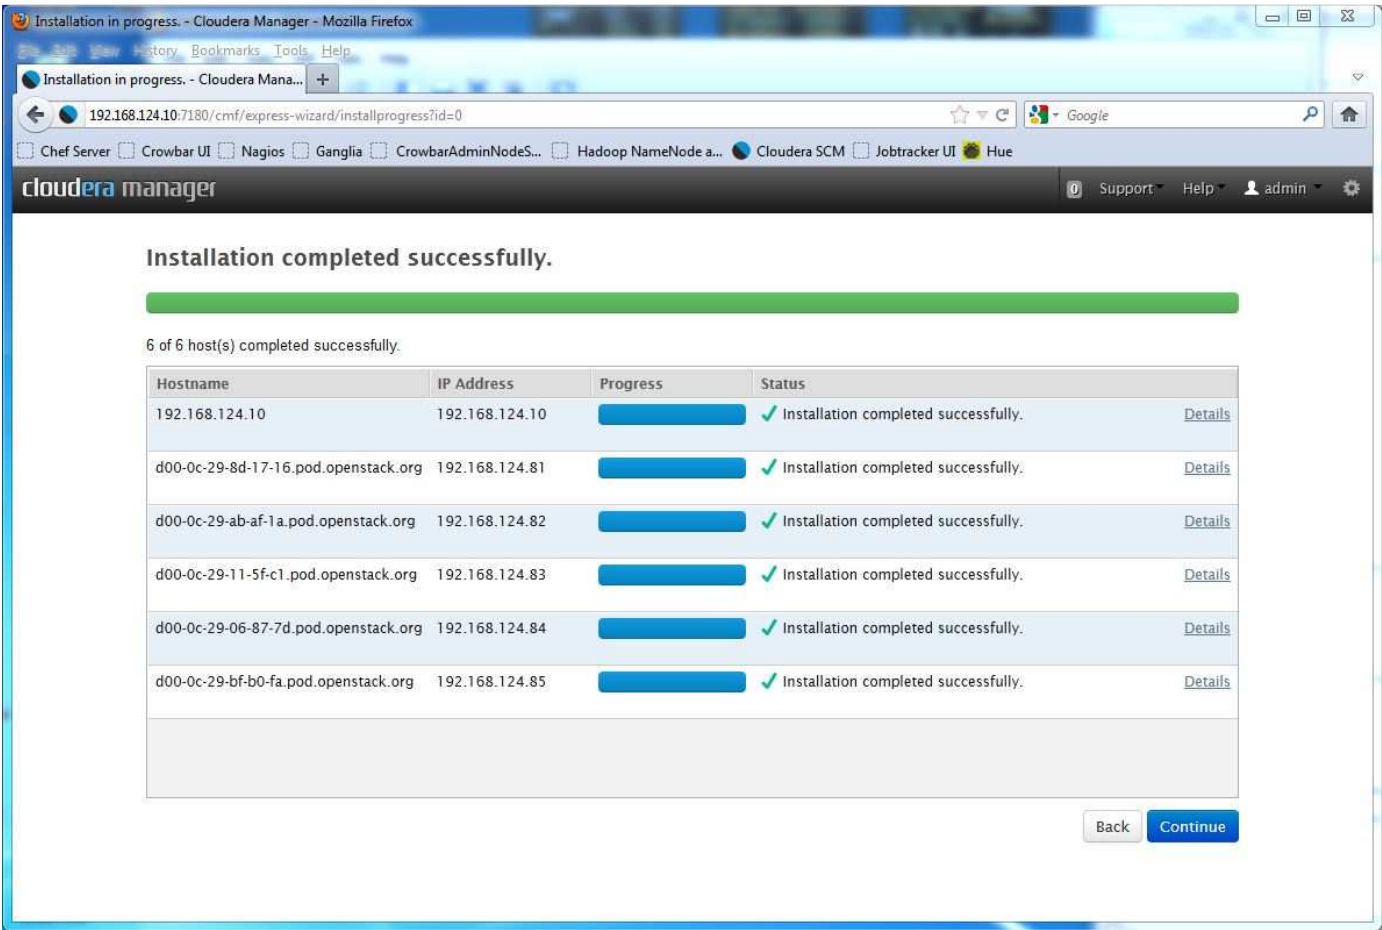 Installation in progress. - Cloudera Manager - Mozilla Firefox
File Edit View History Bookmarks Tools Help
Installation in progress. - Cloudera Mana... +
192.168.124.10:7180/cmf/express-wizard/installprogress?id=0 Google
Chef Server Crowbar UI Nagios Ganglia CrowbarAdminNodeS... Hadoop NameNode a... Cloudera SCM Jobtracker UI Hue
cloudera manager 0 Support Help admin
Installation completed successfully.
6 of 6 host(s) completed successfully.
Hostname IP Address Progress Status
192.168.124.10 192.168.124.10 Installation completed successfully. Details
d00-0c-29-8d-17-16.pod.openstack.org 192.168.124.81 Installation completed successfully. Details
d00-0c-29-ab-af-1a.pod.openstack.org 192.168.124.82 Installation completed successfully. Details
d00-0c-29-11-5f-c1.pod.openstack.org 192.168.124.83 Installation completed successfully. Details
d00-0c-29-06-87-7d.pod.openstack.org 192.168.124.84 Installation completed successfully. Details
d00-0c-29-bf-b0-fa.pod.openstack.org 192.168.124.85 Installation completed successfully. Details
Back Continue